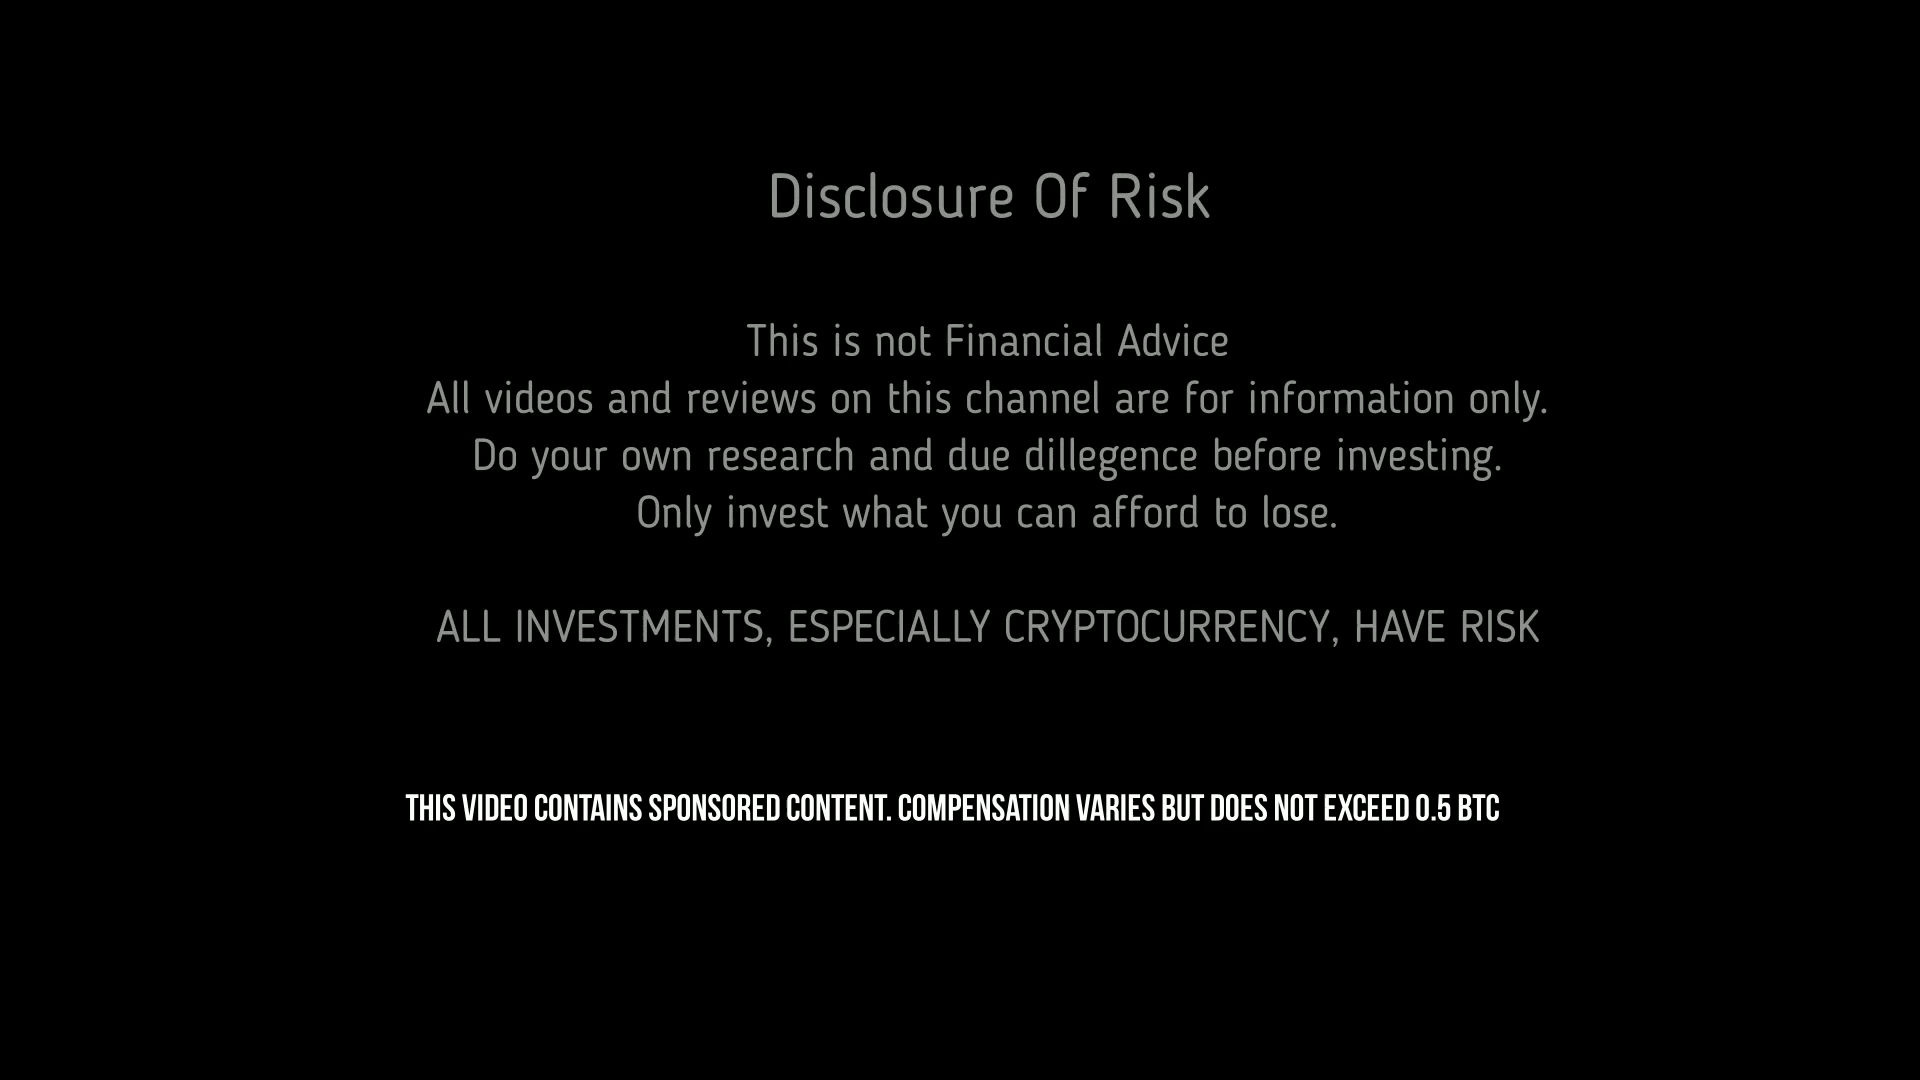 Disclosure Of Risk
This is not Financial Advice
All videos and reviews on this channel are for information only.
Do your own research and due dillegence before investing.
Only invest what you can afford to lose.
ALL INVESTMENTS, ESPECIALLY CRYPTOCURRENCY, HAVE RISK
THIS VIDEO CONTAINS SPONSORED CONTENT. COMPENSATION VARIES BUT DOES NOT EXCEED 0.5 BTC